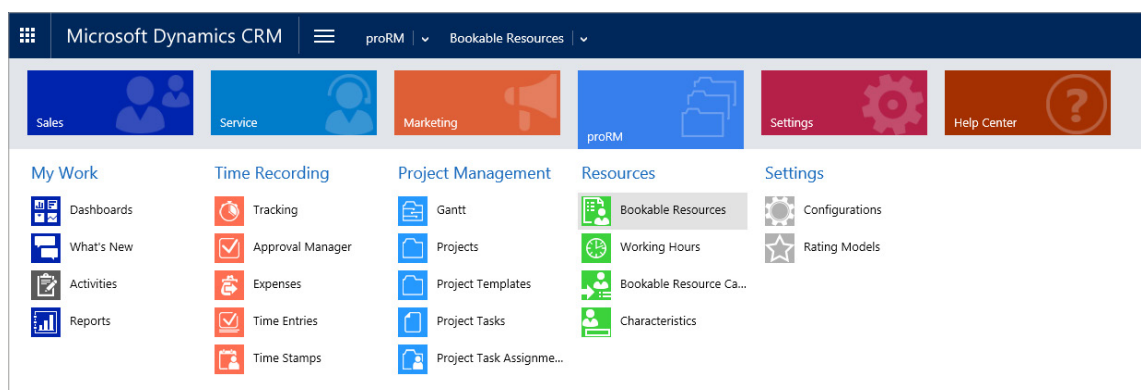 Microsoft Dynamics CRM proRM Bookable Resources
Sales Service Marketing proRM Settings Help Center
My Work
Dashboards
What's New
Activities
Reports
Time Recording
Tracking
Approval Manager
Expenses
Time Entries
Time Stamps
Project Management
Gantt
Projects
Project Templates
Project Tasks
Project Task Assignme...
Resources
Bookable Resources
Working Hours
Bookable Resource Ca...
Characteristics
Settings
Configurations
Rating Models